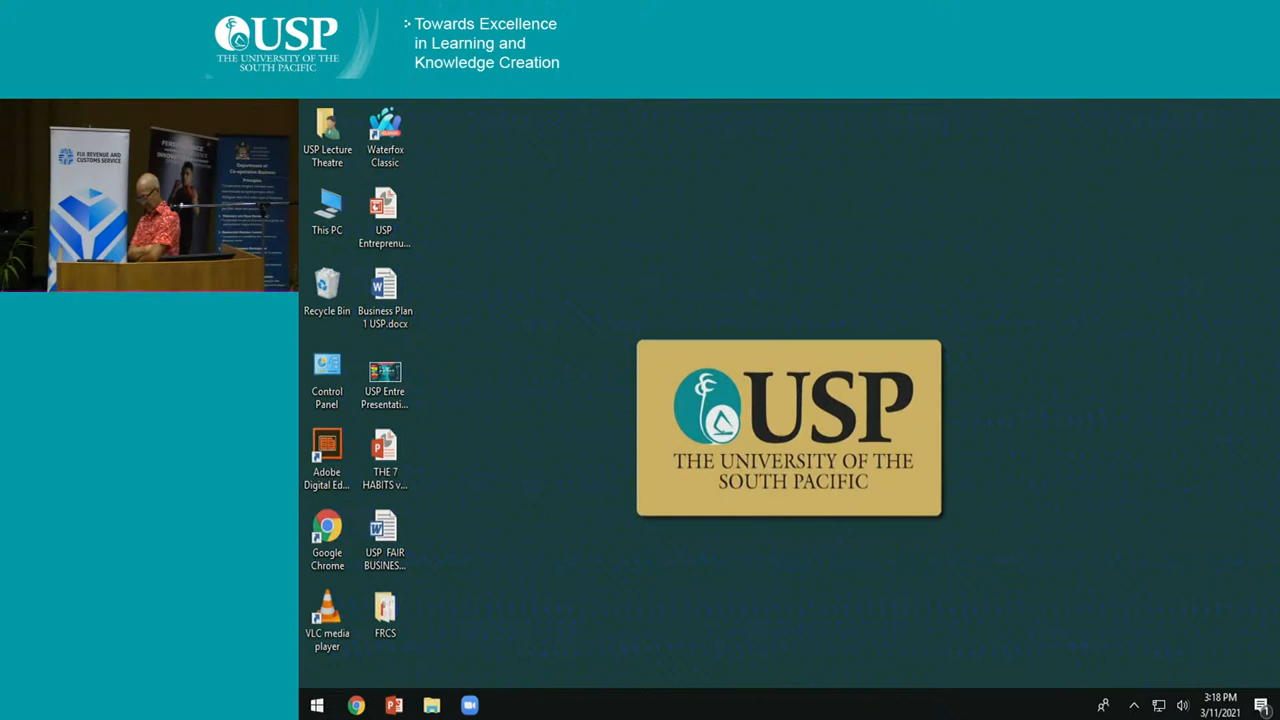 USP
THE UNIVERSITY OF THE
SOUTH PACIFIC
Towards Excellence
in Learning and
Knowledge Creation
FIJI REVENUE AND
CUSTOMS SERVICE
Department of
Co-operative Business
Principles
USP Lecture
Theatre
Waterfox
Classic
This PC
USP
Entreprenu...
Recycle Bin
Business Plan
1 USP.docx
Control
Panel
USP Entre
Presentati...
Adobe
Digital Ed...
THE 7
HABITS v...
Google
Chrome
USP FAIR
BUSINES...
VLC media
player
FRCS
USP
THE UNIVERSITY OF THE
SOUTH PACIFIC
3:18 PM
3/11/2021
1